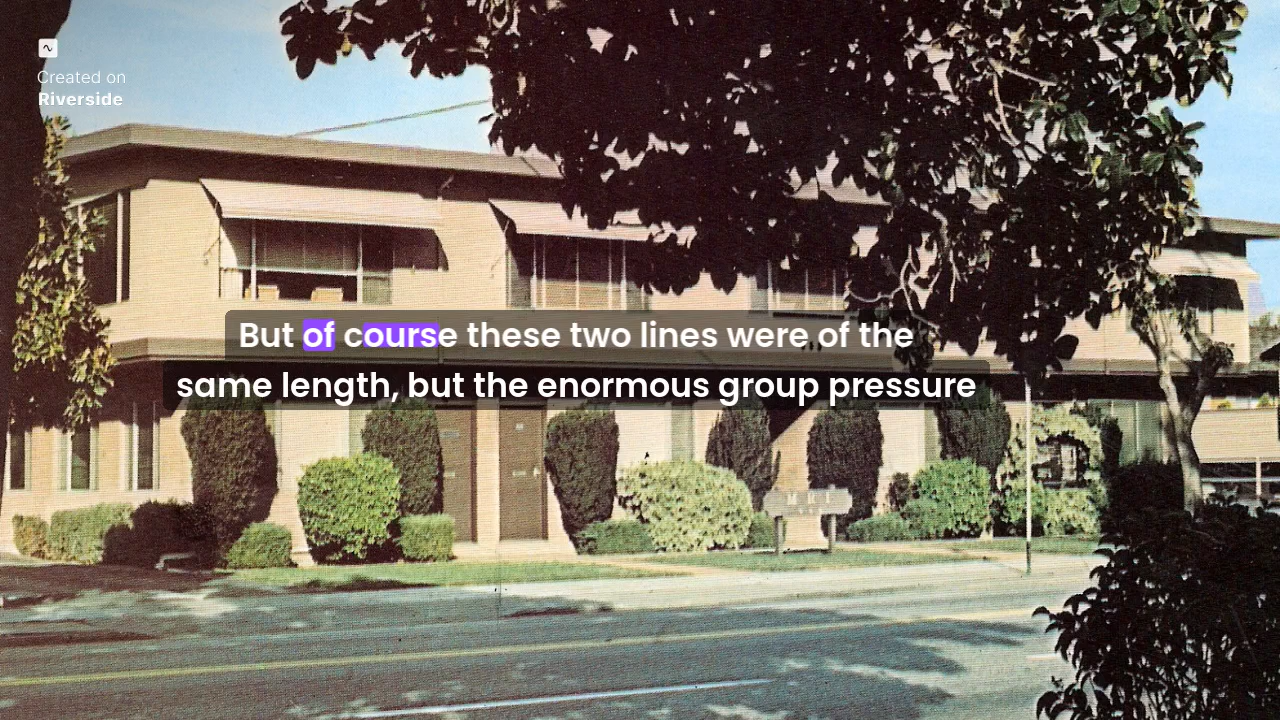 Created on
Riverside
But of course these two lines were of the
same length, but the enormous group pressure